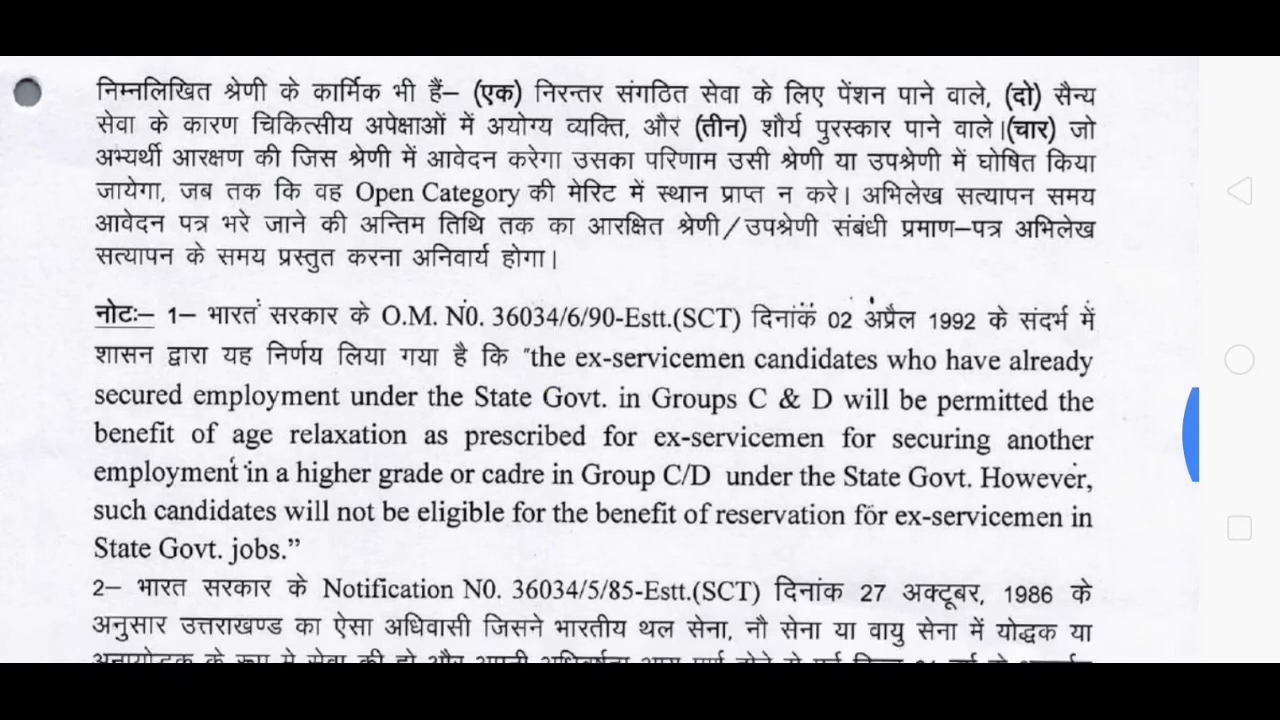 निम्नलिखित श्रेणी के कार्मिक भी हैं– (एक) निरन्तर संगठित सेवा के लिए पेंशन पाने वाले, (दो) सैन्य
सेवा के कारण चिकित्सीय अपेक्षाओं में अयोग्य व्यक्ति, और (तीन) शौर्य पुरस्कार पाने वाले।(चार) जो
अभ्यर्थी आरक्षण की जिस श्रेणी में आवेदन करेगा उसका परिणाम उसी श्रेणी या उपश्रेणी में घोषित किया
जायेगा, जब तक कि वह Open Category की मेरिट में स्थान प्राप्त न करे। अभिलेख सत्यापन समय
आवेदन पत्र भरे जाने की अन्तिम तिथि तक का आरक्षित श्रेणी/उपश्रेणी संबंधी प्रमाण–पत्र अभिलेख
सत्यापन के समय प्रस्तुत करना अनिवार्य होगा।
नोटः– 1– भारत सरकार के O.M. N0. 36034/6/90-Estt.(SCT) दिनांक 02 अप्रैल 1992 के संदर्भ में
शासन द्वारा यह निर्णय लिया गया है कि "the ex-servicemen candidates who have already
secured employment under the State Govt. in Groups C & D will be permitted the
benefit of age relaxation as prescribed for ex-servicemen for securing another
employment in a higher grade or cadre in Group C/D under the State Govt. However,
such candidates will not be eligible for the benefit of reservation for ex-servicemen in
State Govt. jobs.”
2– भारत सरकार के Notification N0. 36034/5/85-Estt.(SCT) दिनांक 27 अक्टूबर, 1986 के
अनुसार उत्तराखण्ड का ऐसा अधिवासी जिसने भारतीय थल सेना, नौ सेना या वायु सेना में योद्धक या